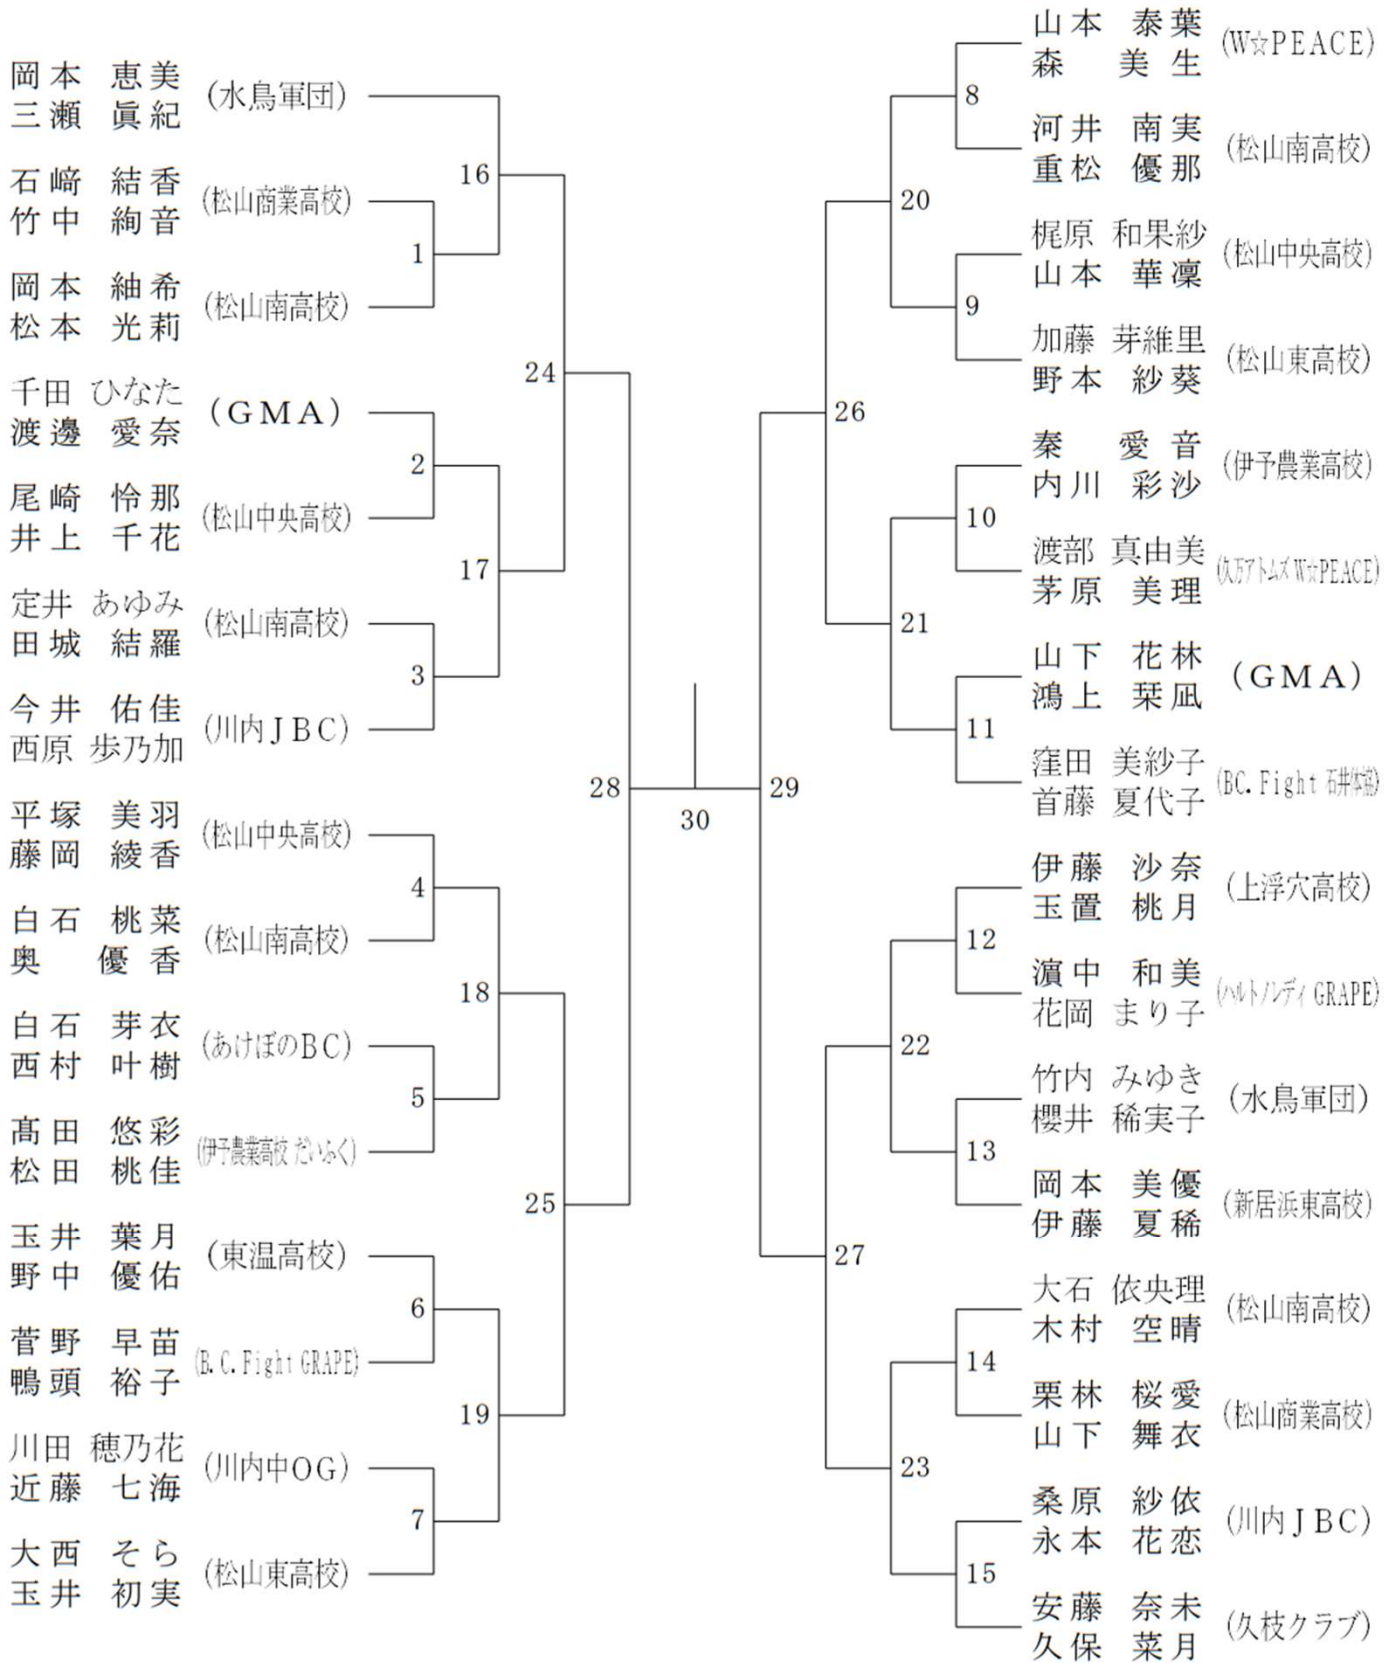 岡本 恵美
三瀬 眞紀
(水鳥軍団)
石﨑 結香
竹中 絢音
(松山商業高校)
岡本 紬希
松本 光莉
(松山南高校)
千田 ひなた
渡邊 愛奈
(GMA)
尾崎 怜那
井上 千花
(松山中央高校)
定井 あゆみ
田城 結羅
(松山南高校)
今井 佑佳
西原 歩乃加
(川内JBC)
平塚 美羽
藤岡 綾香
(松山中央高校)
白石 桃菜
奥 優香
(松山南高校)
白石 芽衣
西村 叶樹
(あけぼのBC)
髙田 悠彩
松田 桃佳
(伊予農業高校 だいふく)
玉井 葉月
野中 優佑
(東温高校)
菅野 早苗
鴨頭 裕子
(B.C.Fight GRAPE)
川田 穂乃花
近藤 七海
(川内中OG)
大西 そら
玉井 初実
(松山東高校)
1
2
3
4
5
6
7
16
17
18
19
24
25
28
30
29
26
27
20
21
22
23
8
9
10
11
12
13
14
15
山本 泰葉
森 美生
(W☆PEACE)
河井 南実
重松 優那
(松山南高校)
梶原 和果紗
山本 華凜
(松山中央高校)
加藤 芽維里
野本 紗葵
(松山東高校)
秦 愛音
内川 彩沙
(伊予農業高校)
渡部 真由美
茅原 美理
(久万アトムズ W☆PEACE)
山下 花林
鴻上 栞凪
(GMA)
窪田 美紗子
首藤 夏代子
(BC.Fight 石井体協)
伊藤 沙奈
玉置 桃月
(上浮穴高校)
濵中 和美
花岡 まり子
(ハルトノレディ GRAPE)
竹内 みゆき
櫻井 稀実子
(水鳥軍団)
岡本 美優
伊藤 夏稀
(新居浜東高校)
大石 依央理
木村 空晴
(松山南高校)
栗林 桜愛
山下 舞衣
(松山商業高校)
桑原 紗依
永本 花恋
(川内JBC)
安藤 奈未
久保 菜月
(久枝クラブ)